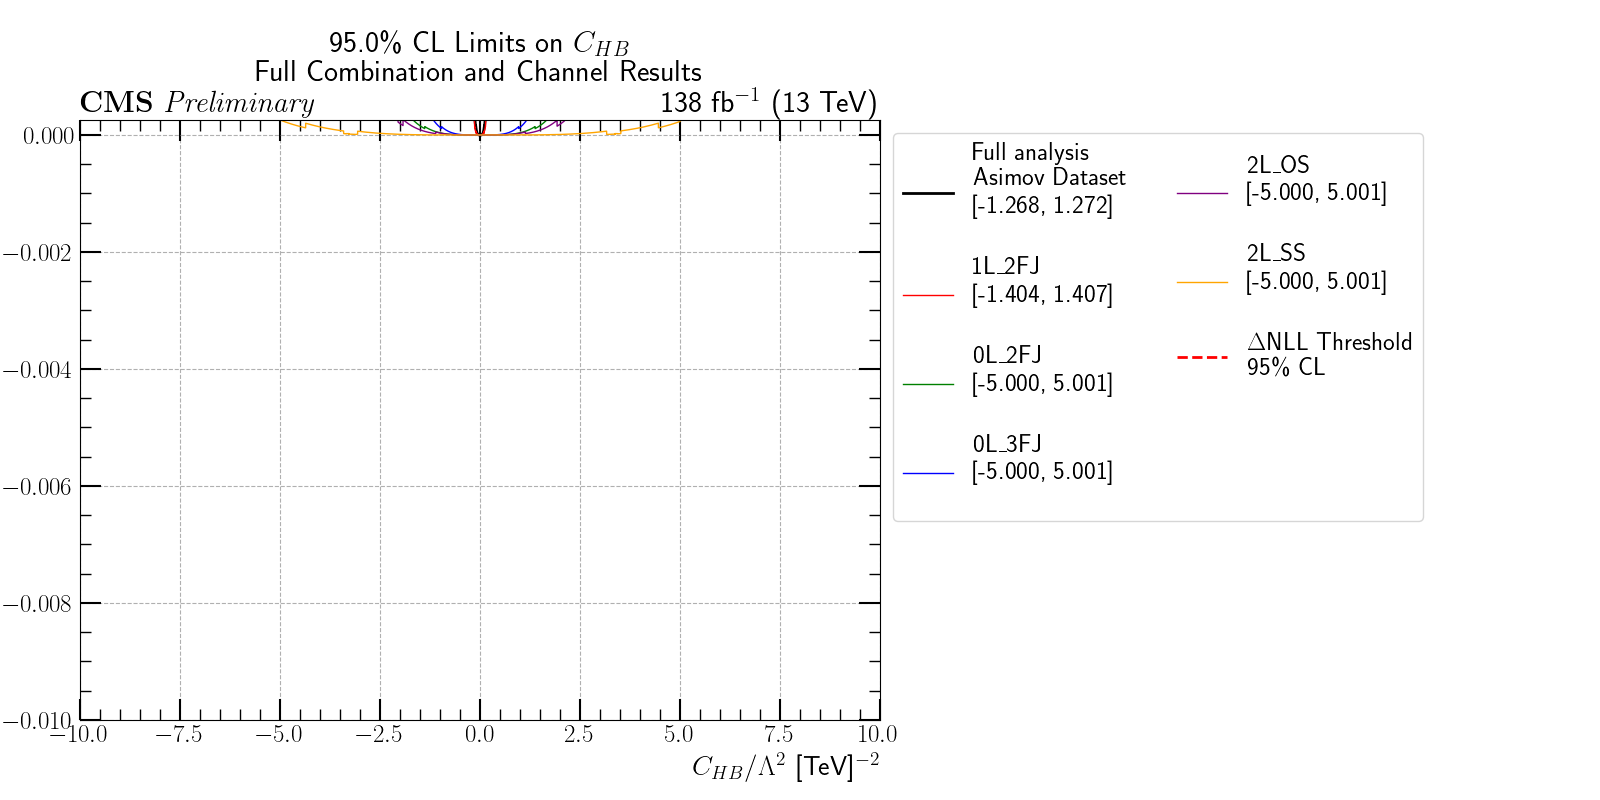 95.0% CL Limits on C_{HB}
Full Combination and Channel Results
CMS Preliminary 138 fb^{-1} (13 TeV)
0.000
−0.002
−0.004
−0.006
−0.008
−0.010
−10.0 −7.5 −5.0 −2.5 0.0 2.5 5.0 7.5 10.0
C_{HB}/Λ^2 [TeV]^{-2}
Full analysis
Asimov Dataset
[-1.268, 1.272]
1L_2FJ
[-1.404, 1.407]
0L_2FJ
[-5.000, 5.001]
0L_3FJ
[-5.000, 5.001]
2L_OS
[-5.000, 5.001]
2L_SS
[-5.000, 5.001]
ΔNLL Threshold
95% CL